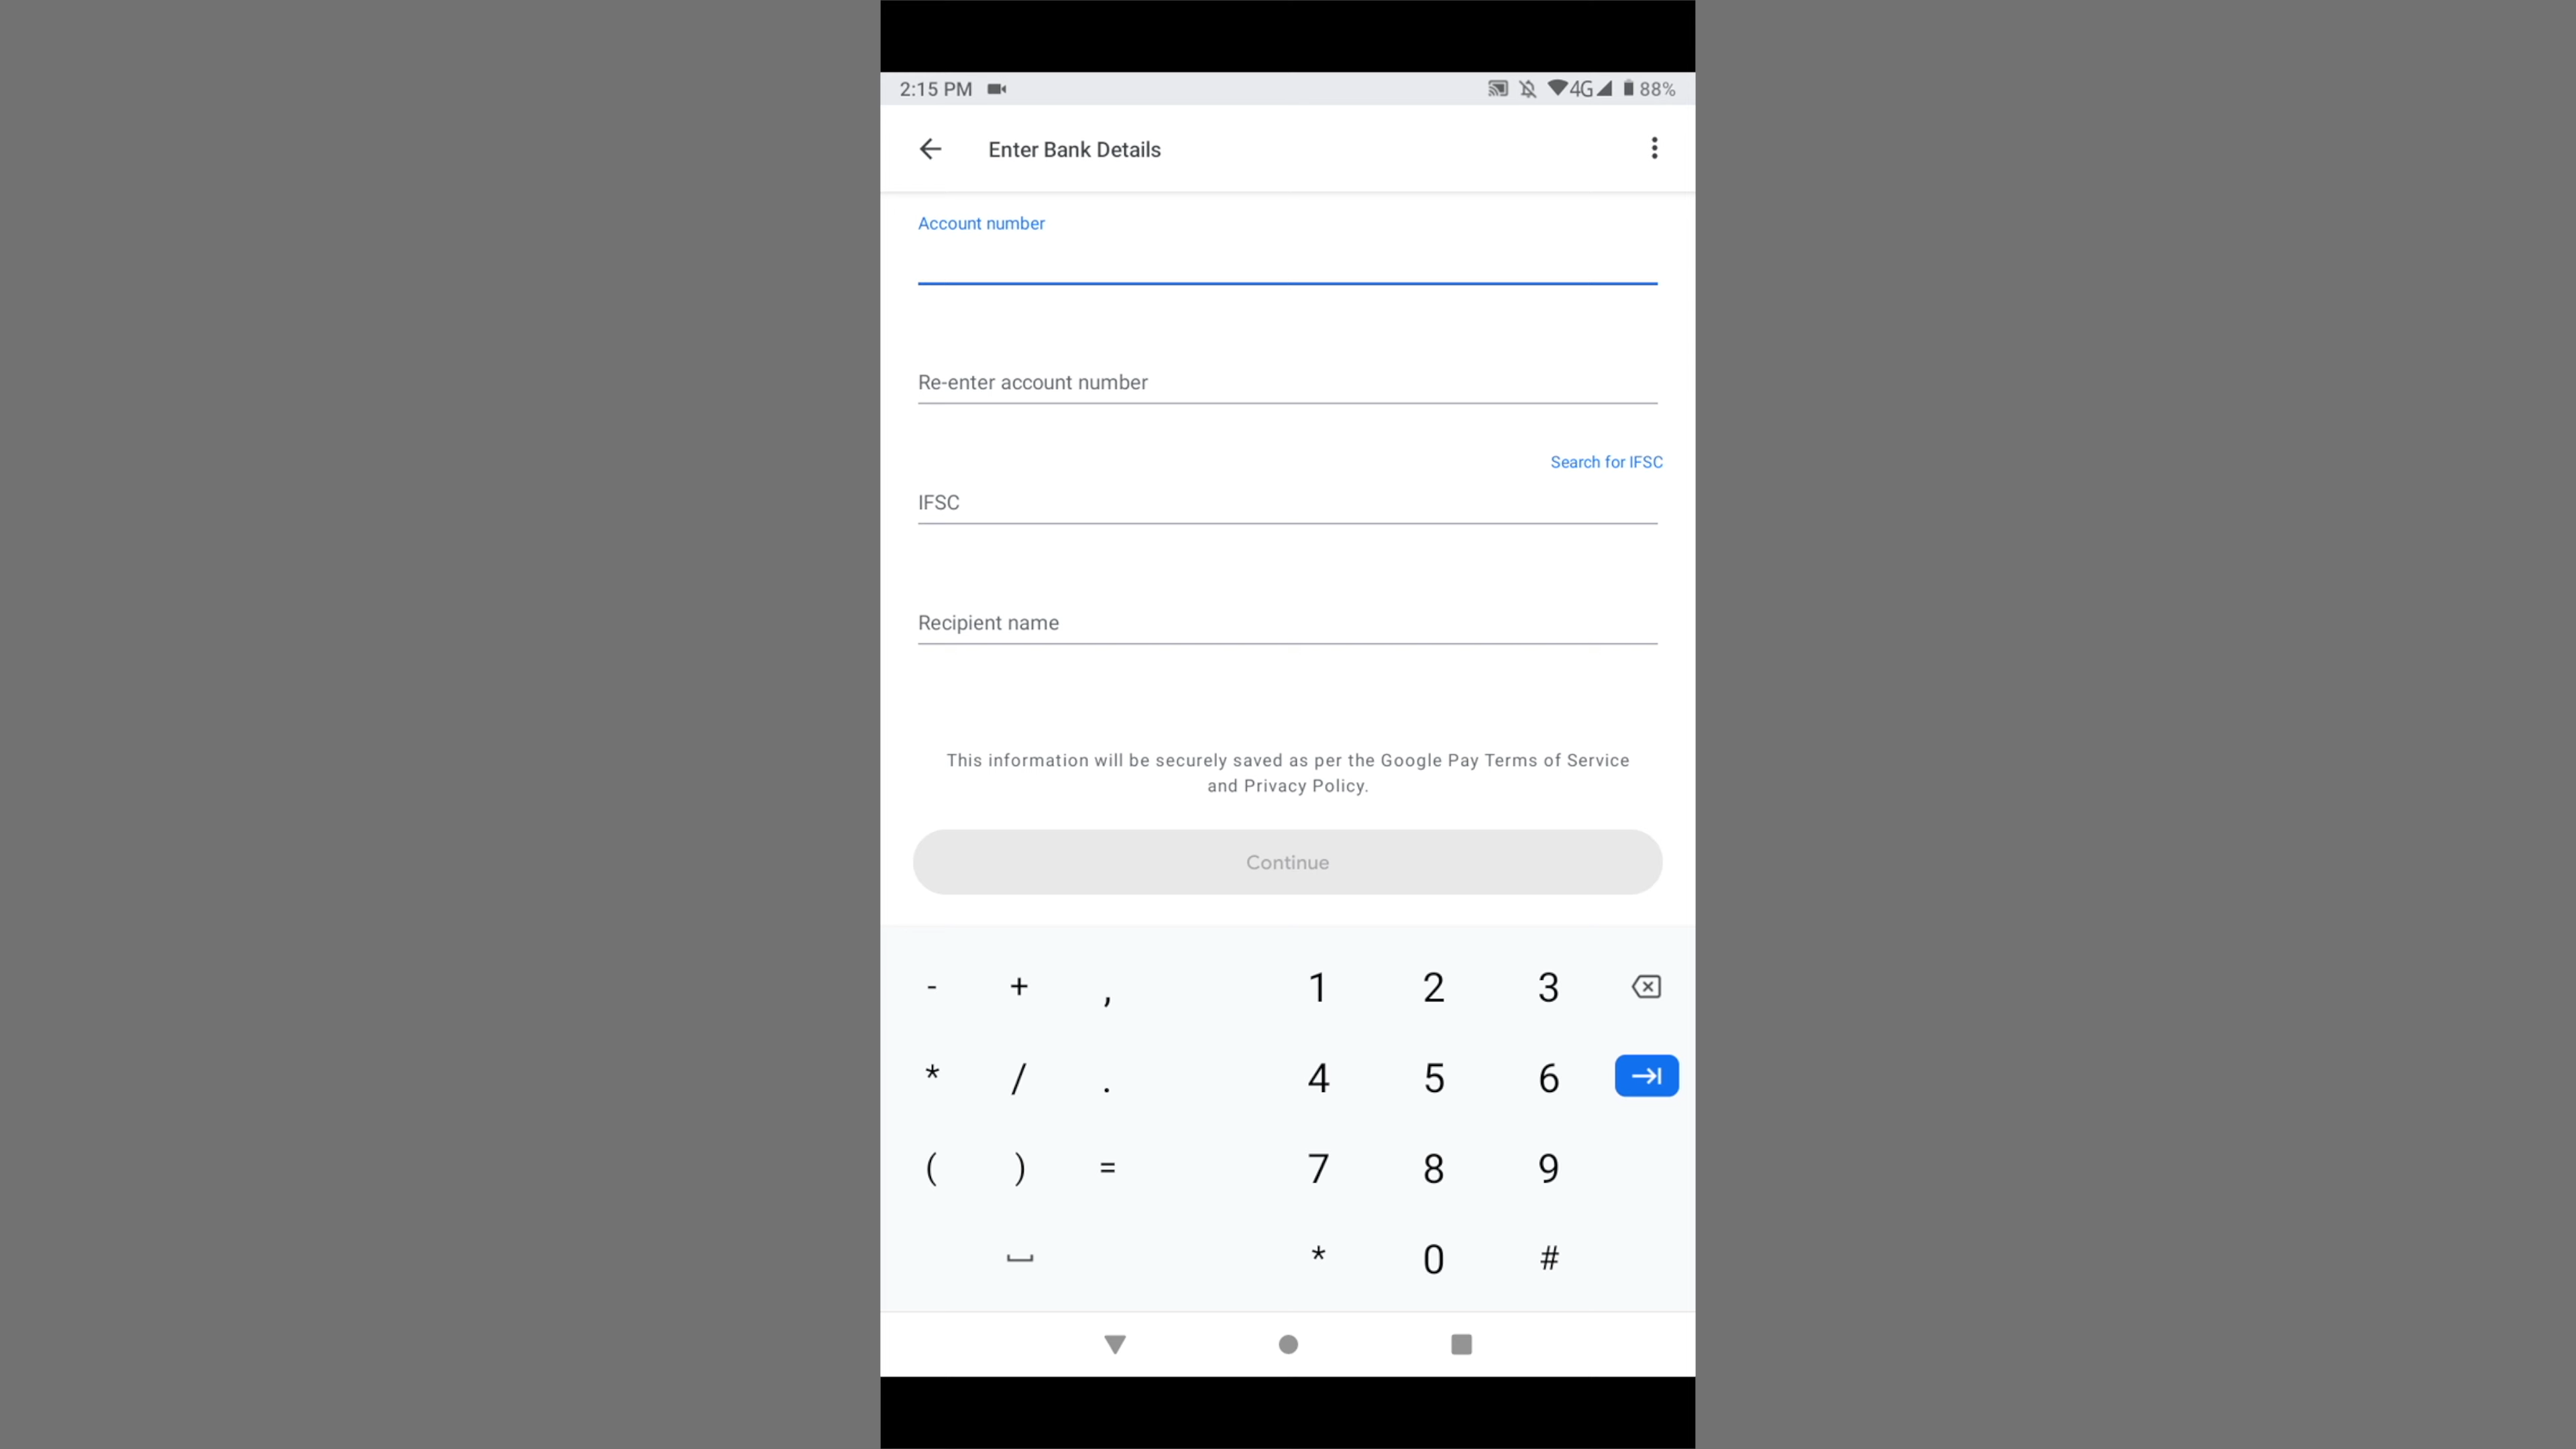 2:15 PM 4G 88%
Enter Bank Details
Account number
Re-enter account number
Search for IFSC
IFSC
Recipient name
This information will be securely saved as per the Google Pay Terms of Service
and Privacy Policy.
Continue
- + , 1 2 3
* / . 4 5 6
( ) = 7 8 9
* 0 #